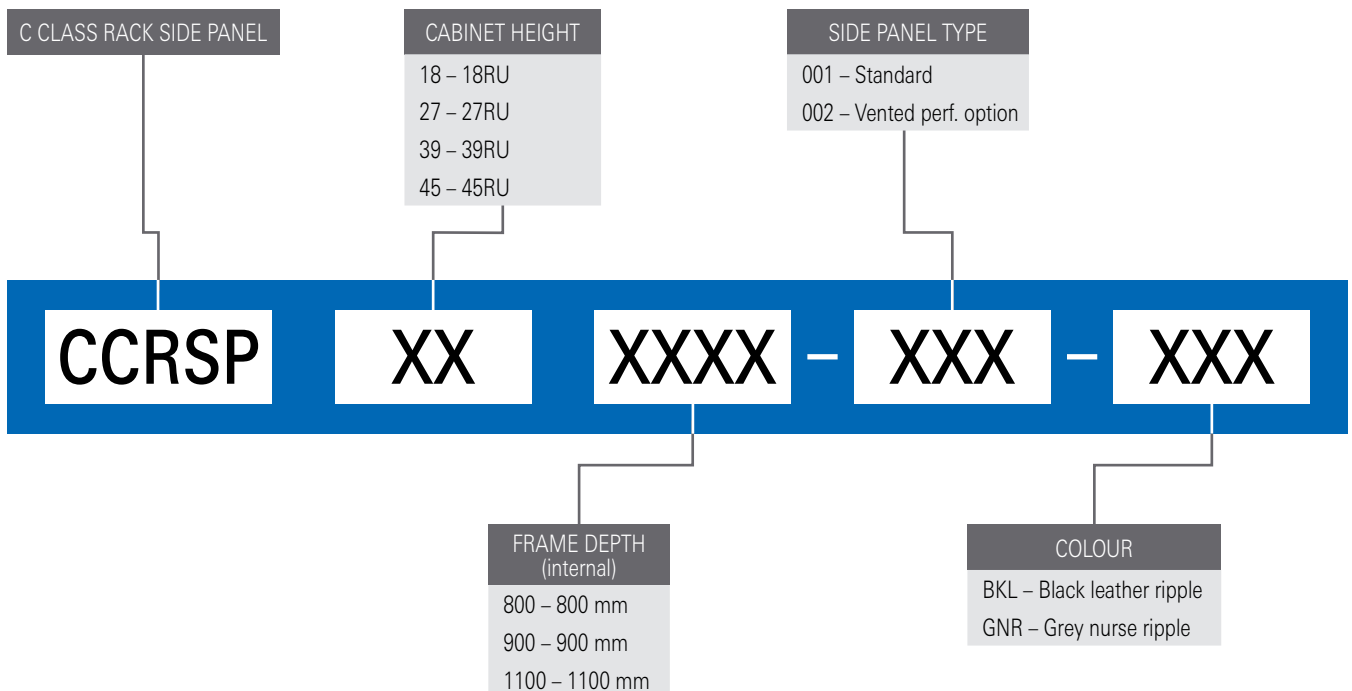 C CLASS RACK SIDE PANEL
CABINET HEIGHT
18 – 18RU
27 – 27RU
39 – 39RU
45 – 45RU
SIDE PANEL TYPE
001 – Standard
002 – Vented perf. option
CCRSP XX XXXX – XXX – XXX
FRAME DEPTH
(internal)
800 – 800 mm
900 – 900 mm
1100 – 1100 mm
COLOUR
BKL – Black leather ripple
GNR – Grey nurse ripple